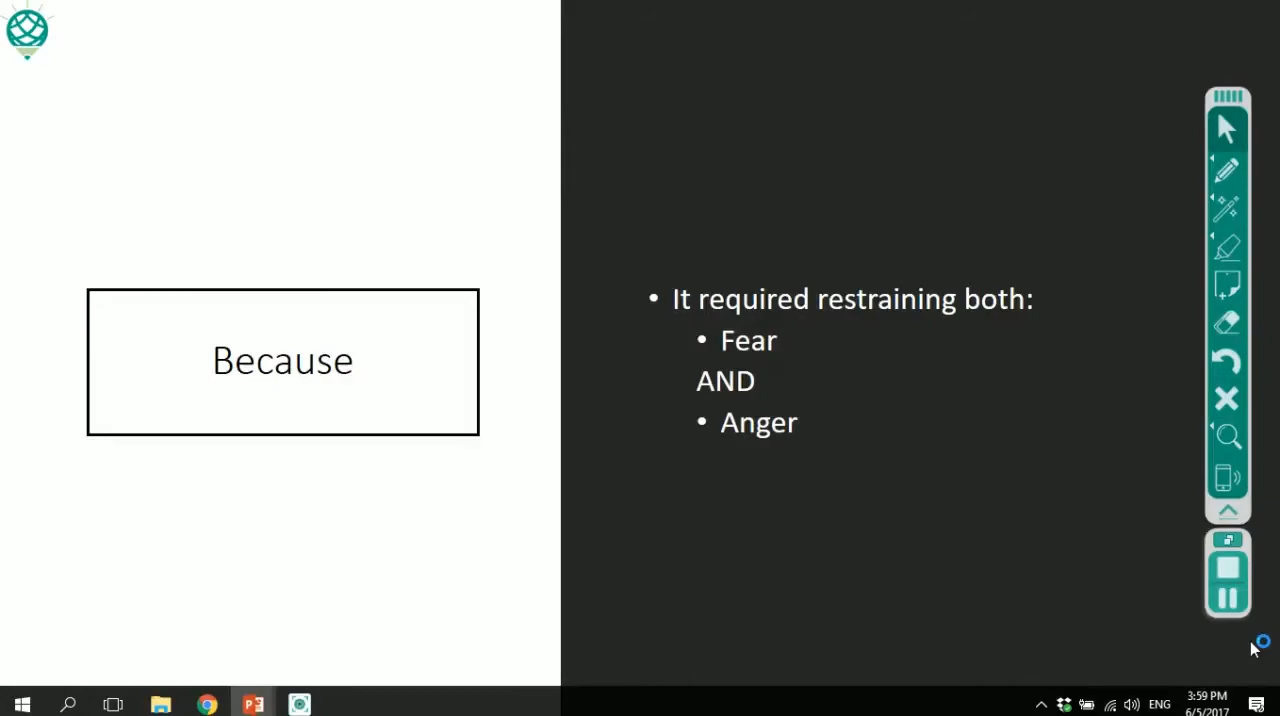 Because
• It required restraining both:
• Fear
AND
• Anger
ENG
3:59 PM
6/5/2017